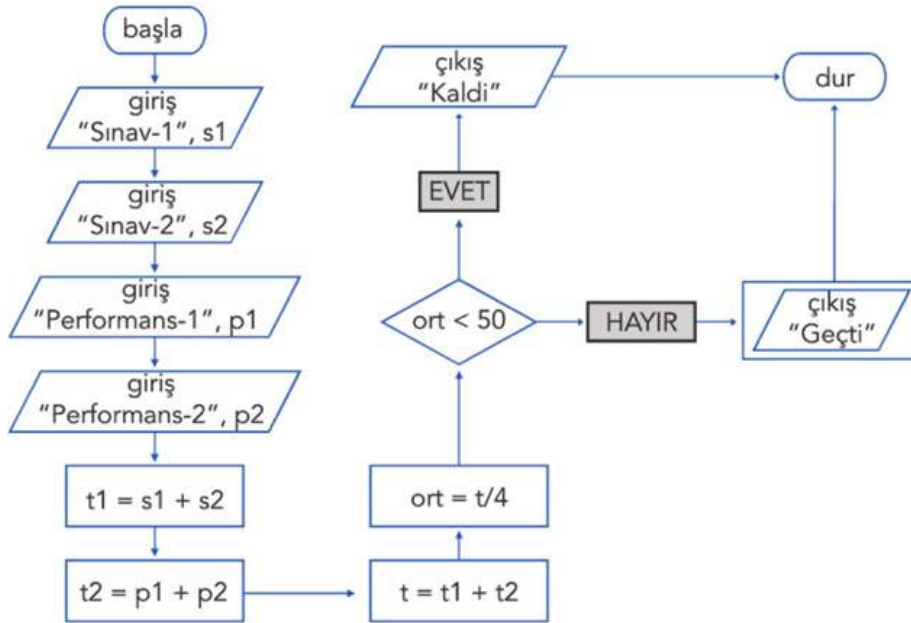 başla
giriş
“Sınav-1”, s1
giriş
“Sınav-2”, s2
giriş
“Performans-1”, p1
giriş
“Performans-2”, p2
t1 = s1 + s2
t2 = p1 + p2
t = t1 + t2
ort = t/4
ort < 50
EVET
çıkış
“Kaldi”
HAYIR
çıkış
“Geçti”
dur